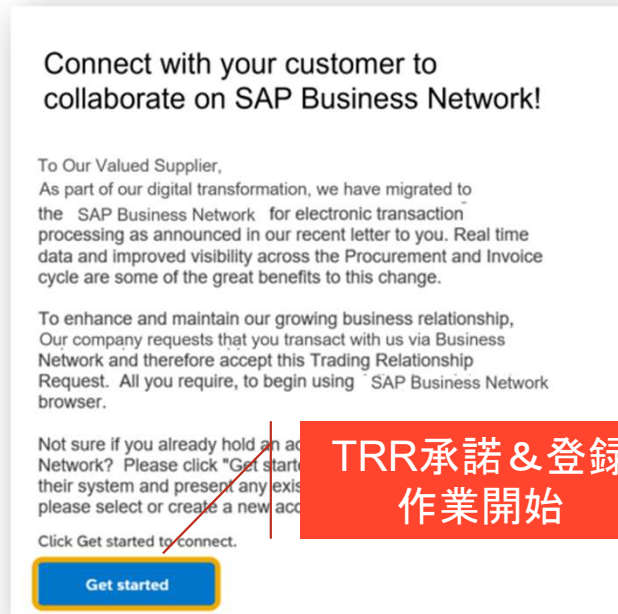 Connect with your customer to
collaborate on SAP Business Network!
To Our Valued Supplier,
As part of our digital transformation, we have migrated to
the SAP Business Network for electronic transaction
processing as announced in our recent letter to you. Real time
data and improved visibility across the Procurement and Invoice
cycle are some of the great benefits to this change.
To enhance and maintain our growing business relationship,
Our company requests that you transact with us via Business
Network and therefore accept this Trading Relationship
Request. All you require, to begin using SAP Business Network
browser.
Not sure if you already hold an
Network? Please click "Get
their system and present any
please select or create a new
TRR承諾&登録
作業開始
Click Get started to connect.
Get started